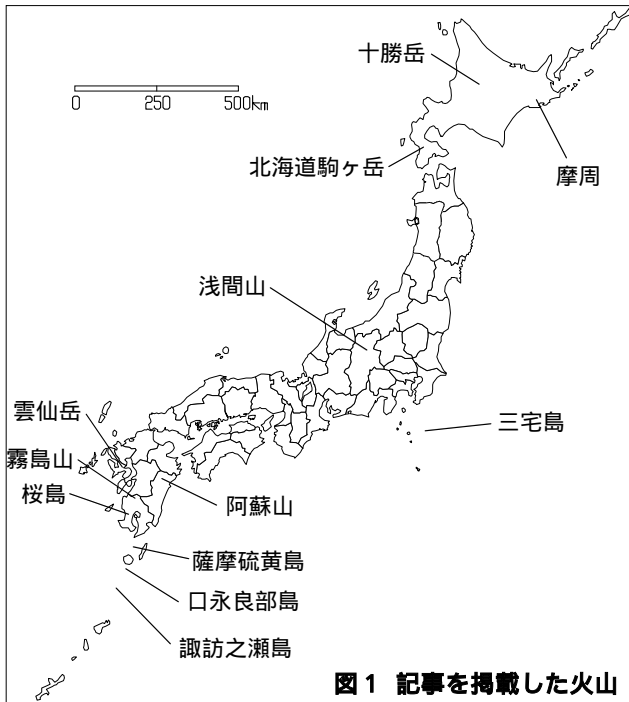 十勝岳
0 250 500km
北海道駒ヶ岳
摩周
浅間山
雲仙岳
三宅島
霧島山
桜島
阿蘇山
薩摩硫黄島
口永良部島
諏訪之瀬島
図1 記事を掲載した火山